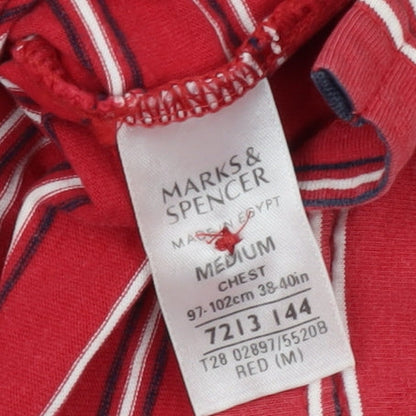 MARKS &
SPENCER
MADE IN EGYPT
MEDIUM
CHEST
97-102cm 38-40in
7213 144
T28 02897/5520B
RED (M)